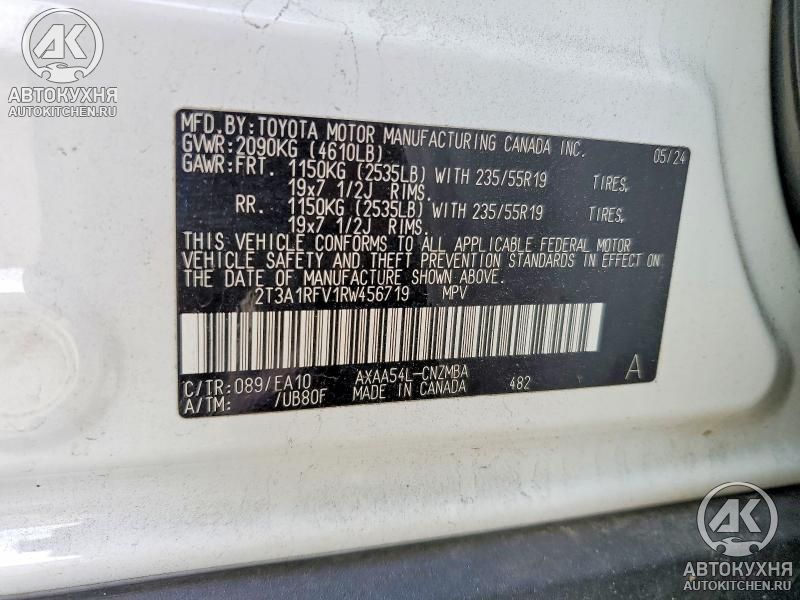 AK
АВТОКУХНЯ
AUTOKITCHEN.RU
MFD.BY:TOYOTA MOTOR MANUFACTURING CANADA INC. 05/24
GVWR:2090KG (4610LB)
GAWR:FRT. 1150KG (2535LB) WITH 235/55R19 TIRES,
19x7 1/2J RIMS.
RR. 1150KG (2535LB) WITH 235/55R19 TIRES,
19x7 1/2J RIMS.
THIS VEHICLE CONFORMS TO ALL APPLICABLE FEDERAL MOTOR
VEHICLE SAFETY AND THEFT PREVENTION STANDARDS IN EFFECT ON
THE DATE OF MANUFACTURE SHOWN ABOVE.
2T3A1RFV1RW456719 MPV
C/TR:089/EA10 AXAA54L-CNZMBA A
A/TM: /UB80F MADE IN CANADA 482
AK
АВТОКУХНЯ
AUTOKITCHEN.RU